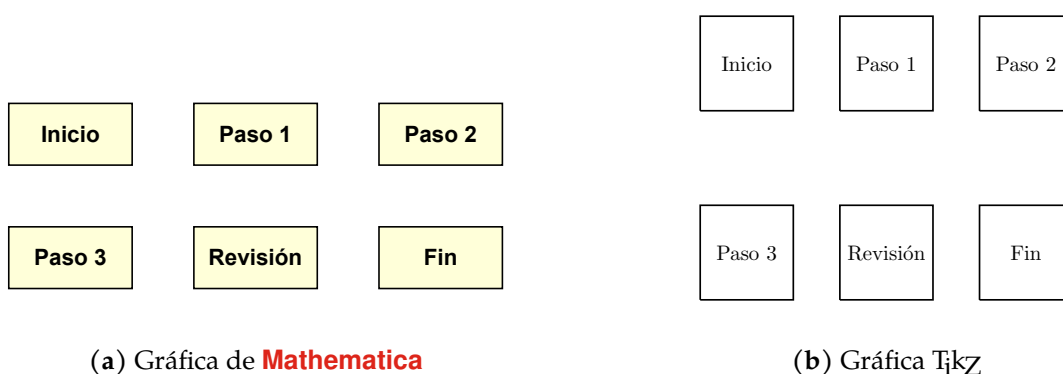 Inicio Paso 1 Paso 2
Paso 3 Revisión Fin
(a) Gráfica de Mathematica
Inicio Paso 1 Paso 2
Paso 3 Revisión Fin
(b) Gráfica TikZ